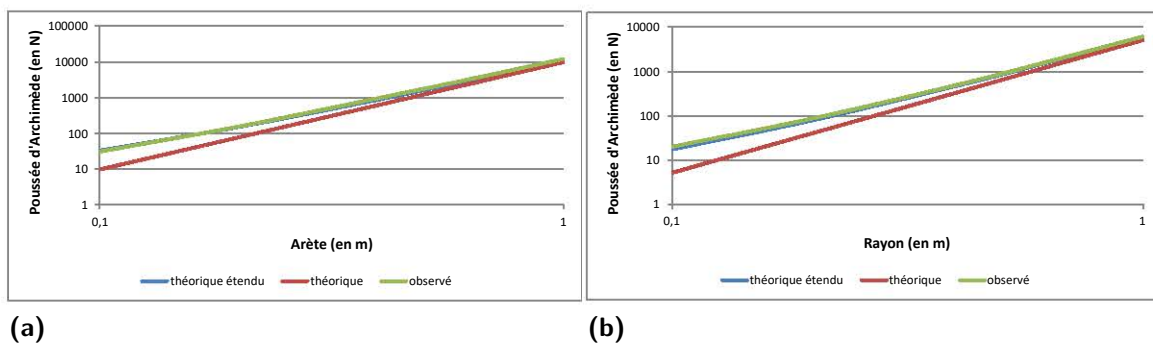 Poussée d'Archimède (en N)
100000
10000
1000
100
10
1
0,1
1
Arète (en m)
théorique étendu
théorique
observé
(a)
Poussée d'Archimède (en N)
10000
1000
100
10
1
0,1
1
Rayon (en m)
théorique étendu
théorique
observé
(b)